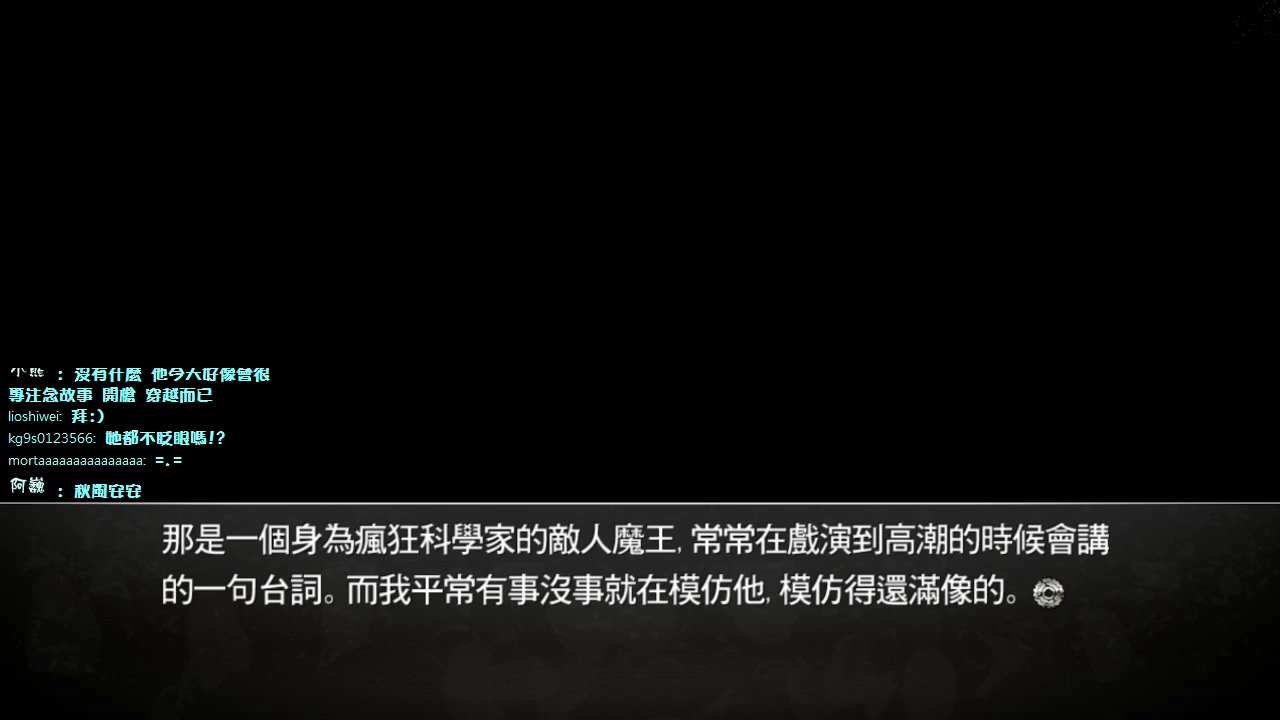 小熊 : 沒有什麼 他今天好像會很
專注念故事 開檔 穿越而已
lioshiwei: 拜:)
kg9s0123566: 她都不眨眼嗎!?
mortaaaaaaaaaaaaaaa: =.=
阿巍 : 秋風安安
那是一個身為瘋狂科學家的敵人魔王, 常常在戲演到高潮的時候會講
的一句台詞。而我平常有事沒事就在模仿他, 模仿得還滿像的。